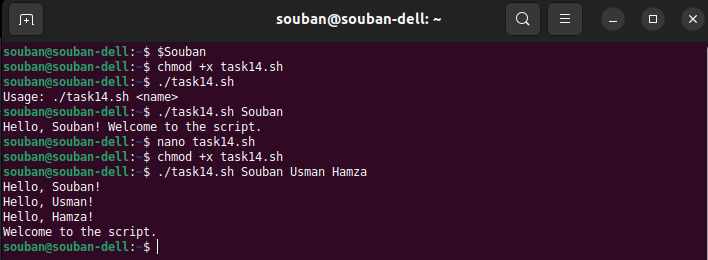 souban@souban-dell: ~
souban@souban-dell:~$ $Souban
souban@souban-dell:~$ chmod +x task14.sh
souban@souban-dell:~$ ./task14.sh
Usage: ./task14.sh <name>
souban@souban-dell:~$ ./task14.sh Souban
Hello, Souban! Welcome to the script.
souban@souban-dell:~$ nano task14.sh
souban@souban-dell:~$ chmod +x task14.sh
souban@souban-dell:~$ ./task14.sh Souban Usman Hamza
Hello, Souban!
Hello, Usman!
Hello, Hamza!
Welcome to the script.
souban@souban-dell:~$